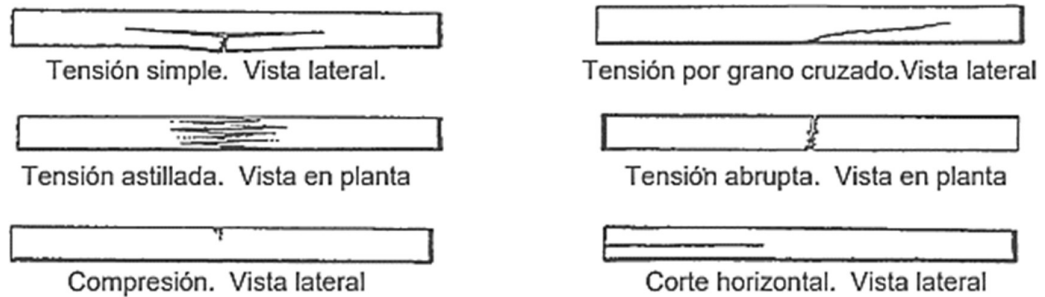 Tensión simple. Vista lateral.
Tensión por grano cruzado.Vista lateral
Tensión astillada. Vista en planta
Tensión abrupta. Vista en planta
Compresión. Vista lateral
Corte horizontal. Vista lateral